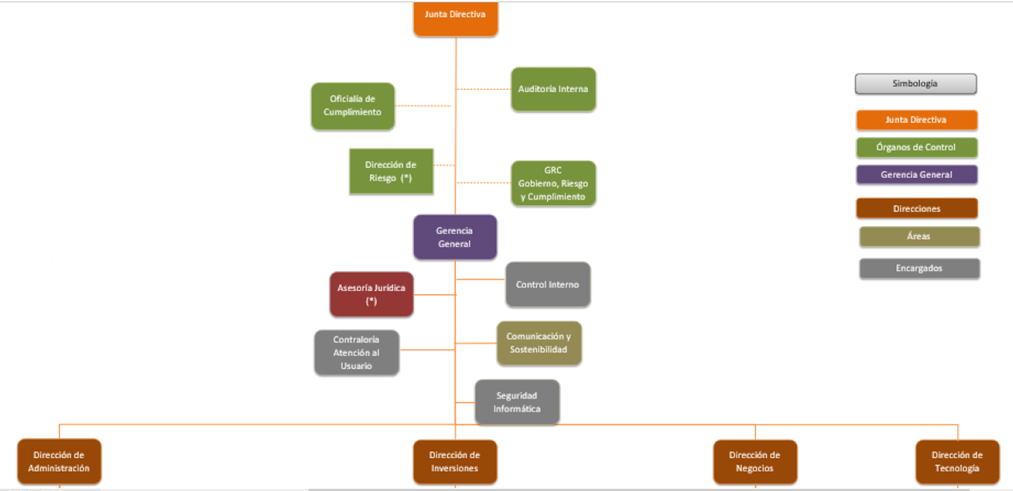 Junta Directiva
Auditoría Interna
Oficialía de
Cumplimiento
Dirección de
Riesgo (*)
GRC
Gobierno, Riesgo
y Cumplimiento
Gerencia
General
Asesoría Jurídica
(*)
Control Interno
Contraloría
Atención al
Usuario
Comunicación y
Sostenibilidad
Seguridad
Informática
Dirección de
Administración
Dirección de
Inversiones
Dirección de
Negocios
Dirección de
Tecnología
Simbología
Junta Directiva
Órganos de Control
Gerencia General
Direcciones
Áreas
Encargados